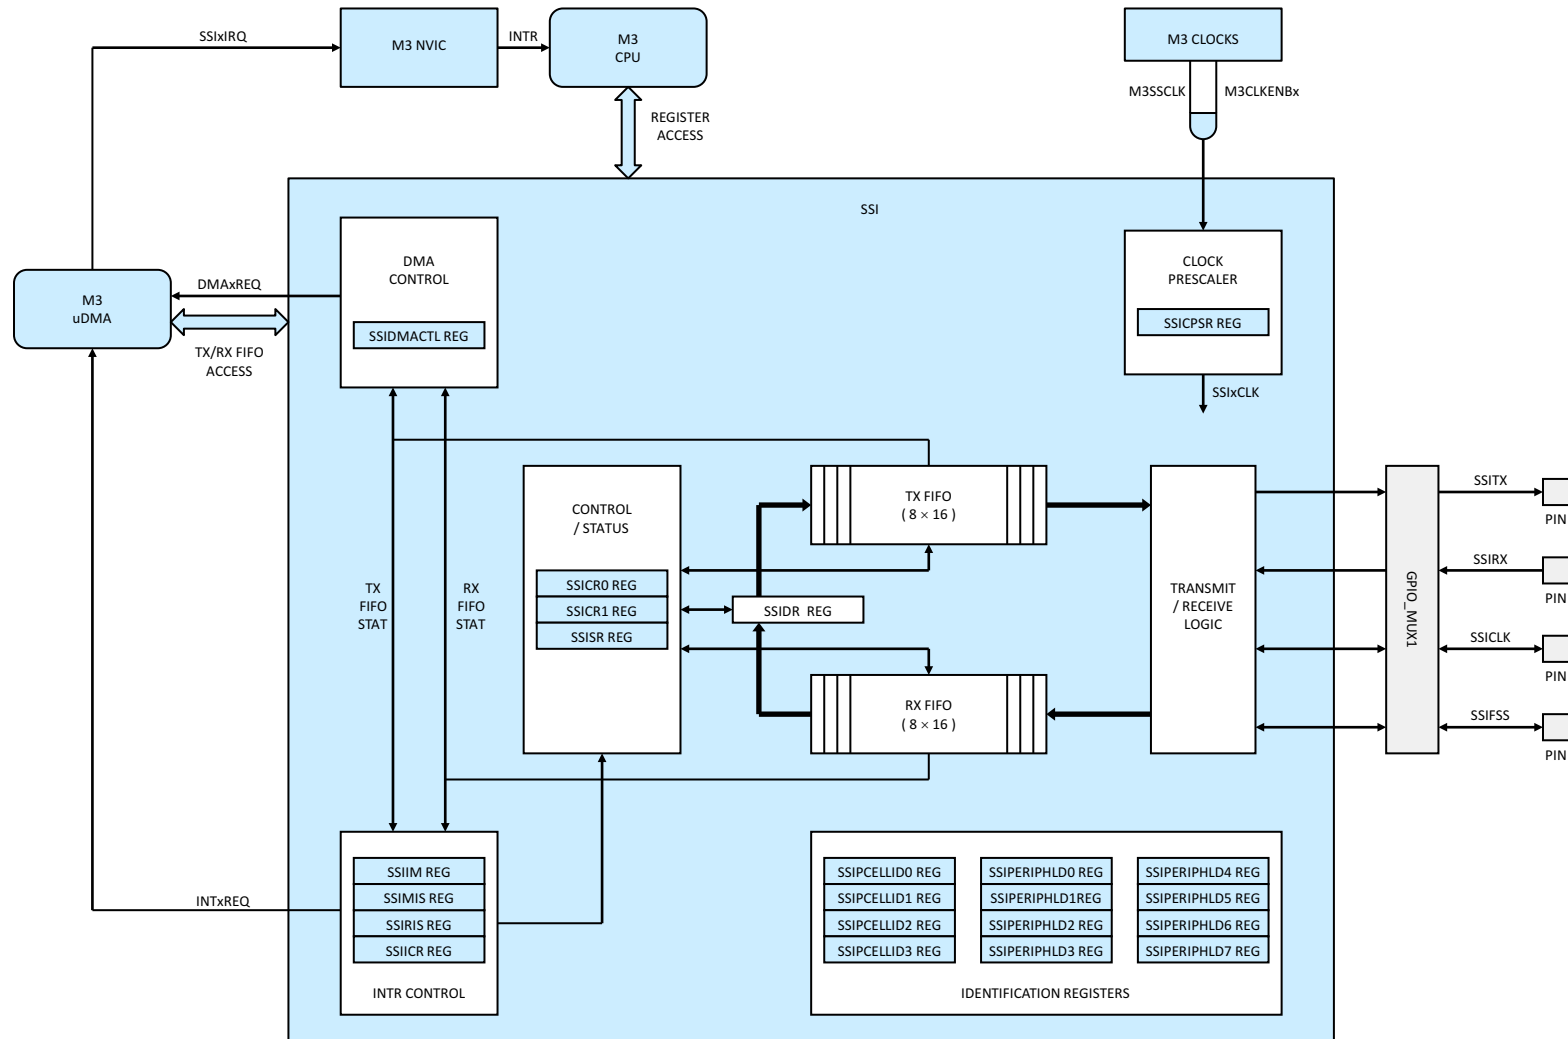 SSIxIRQ
M3 NVIC
INTR
M3
CPU
M3 CLOCKS
M3SSCLK
M3CLKENBx
REGISTER
ACCESS
SSI
DMA
CONTROL
SSIDMACTL REG
CLOCK
PRESCALER
SSICPSR REG
SSIxCLK
M3
uDMA
DMAxREQ
TX/RX FIFO
ACCESS
CONTROL
/ STATUS
SSICR0 REG
SSICR1 REG
SSISR REG
TX FIFO
( 8 × 16 )
SSIDR REG
RX FIFO
( 8 × 16 )
TX
FIFO
STAT
RX
FIFO
STAT
TRANSMIT
/ RECEIVE
LOGIC
GPIO_MUX1
SSITX
PIN
SSIRX
PIN
SSICLK
PIN
SSIFSS
PIN
INTxREQ
SSIIM REG
SSIMIS REG
SSIRIS REG
SSIICR REG
INTR CONTROL
SSIPCELLID0 REG
SSIPCELLID1 REG
SSIPCELLID2 REG
SSIPCELLID3 REG
SSIPERIPHLD0 REG
SSIPERIPHLD1REG
SSIPERIPHLD2 REG
SSIPERIPHLD3 REG
SSIPERIPHLD4 REG
SSIPERIPHLD5 REG
SSIPERIPHLD6 REG
SSIPERIPHLD7 REG
IDENTIFICATION REGISTERS